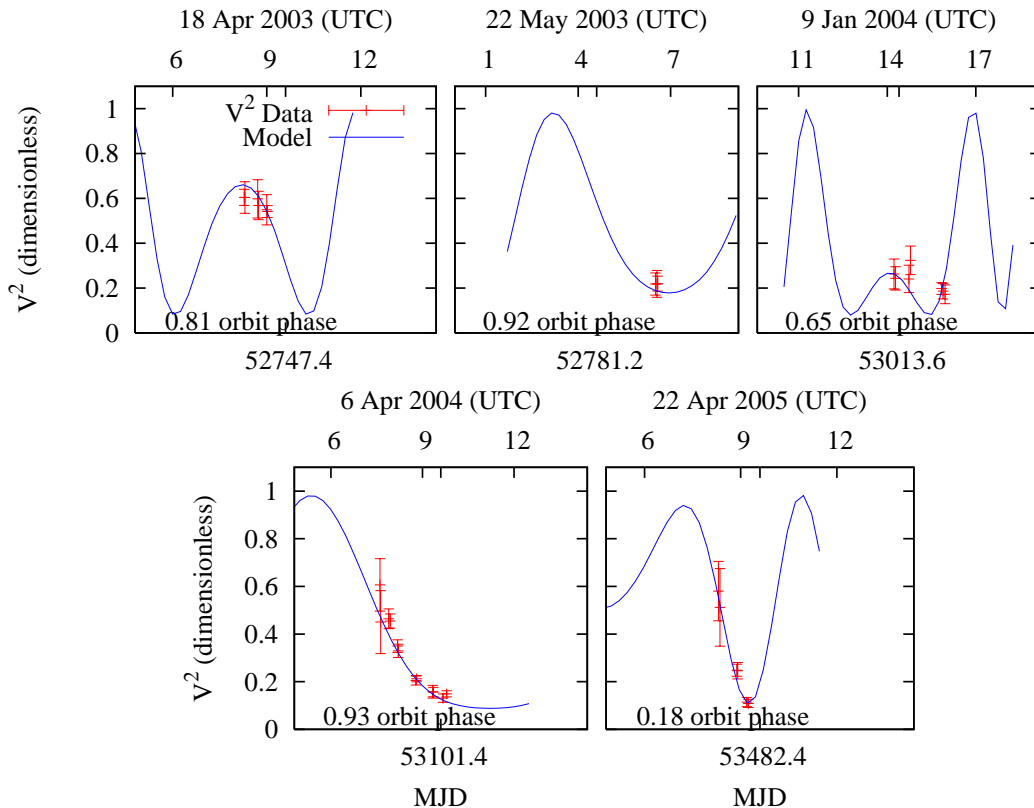 18 Apr 2003 (UTC)
22 May 2003 (UTC)
9 Jan 2004 (UTC)
6 9 12
1 4 7
11 14 16 18
V2 (dimensionless)
1
0.8
0.6
0.4
0.2
0
V2 Data
Model
0.81 orbit phase
0.92 orbit phase
0.65 orbit phase
52747.4
52781.2
53013.6
6 Apr 2004 (UTC)
22 Apr 2005 (UTC)
6 9 12
6 9 12
V2 (dimensionless)
1
0.8
0.6
0.4
0.2
0
0.93 orbit phase
0.18 orbit phase
53101.4
53482.4
MJD
MJD